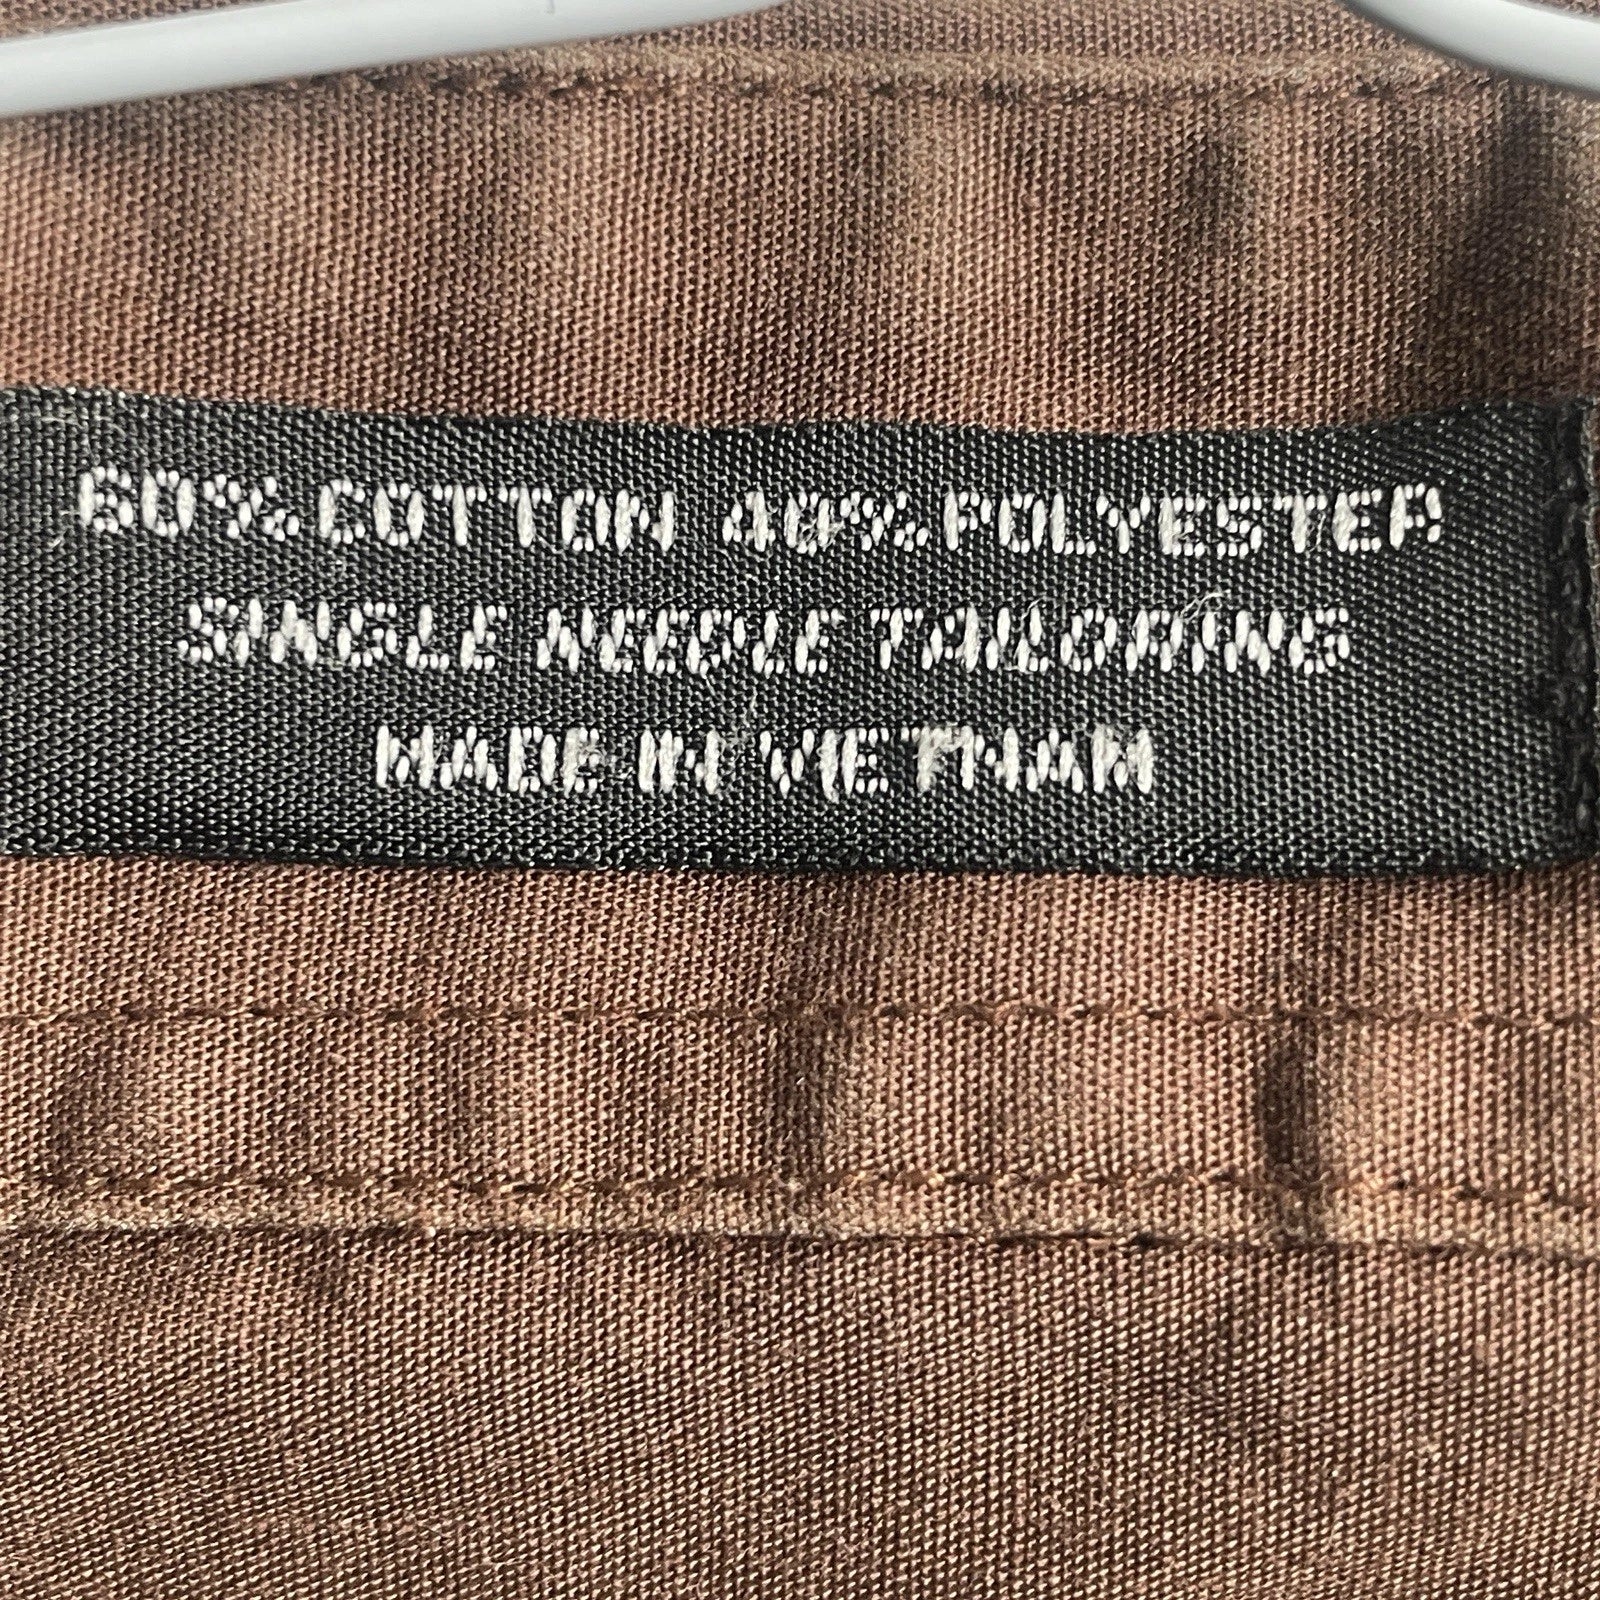 60% COTTON 40% POLYESTER
SINGLE NEEDLE TAILORING
MADE IN VIETNAM